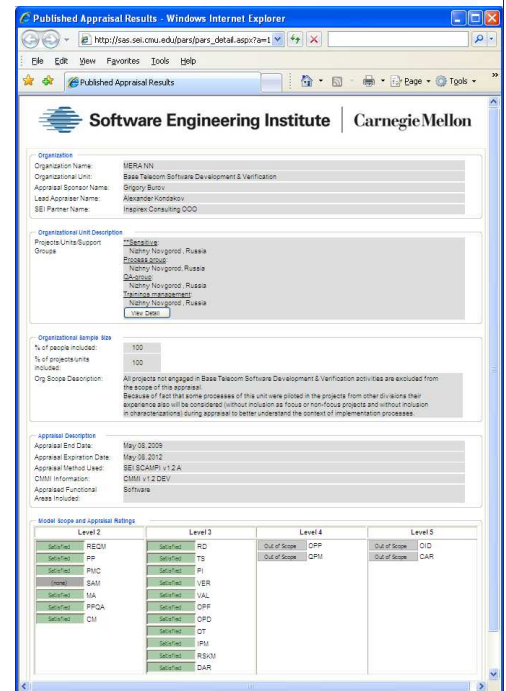 Published Appraisal Results - Windows Internet Explorer
http://sas.sei.cmu.edu/pars/pars_detail.aspx?a=1
File Edit View Favorites Tools Help
Published Appraisal Results
Page Tools
Software Engineering Institute CarnegieMellon
Organization
Organization Name: MERA NN
Organizational Unit: Base Telecom Software Development & Verification
Appraisal Sponsor Name: Grigory Burov
Lead Appraiser Name: Alexander Kondakov
SEI Partner Name: Inspirex Consulting OOO
Organizational Unit Description
Projects/Units/Support Groups
**Sensitive:
Nizhny Novgorod, Russia
Process group:
Nizhny Novgorod, Russia
QA-group:
Nizhny Novgorod, Russia
Trainings management:
Nizhny Novgorod, Russia
View Detail
Organizational Sample Size
% of people included: 100
% of projects/units included: 100
Org Scope Description: All projects not engaged in Base Telecom Software Development & Verification activities are excluded from
the scope of this appraisal.
Because of fact that some processes of this unit were piloted in the projects from other divisions their
experience also will be considered (without inclusion as focus or non-focus projects and without inclusion
in characterizations) during appraisal to better understand the context of implementation processes.
Appraisal Description
Appraisal End Date: May 08, 2009
Appraisal Expiration Date: May 08, 2012
Appraisal Method Used: SEI SCAMPI v1.2 A
CMMI Information: CMMI v1.2 DEV
Appraised Functional Areas Included: Software
Model Scope and Appraisal Ratings
Level 2 Level 3 Level 4 Level 5
Satisfied REQM Satisfied RD Out of Scope OPP Out of Scope OID
Satisfied PP Satisfied TS Out of Scope QPM Out of Scope CAR
Satisfied PMC Satisfied PI
(none) SAM Satisfied VER
Satisfied MA Satisfied VAL
Satisfied PPQA Satisfied OPF
Satisfied CM Satisfied OPD
Satisfied OT
Satisfied IPM
Satisfied RSKM
Satisfied DAR